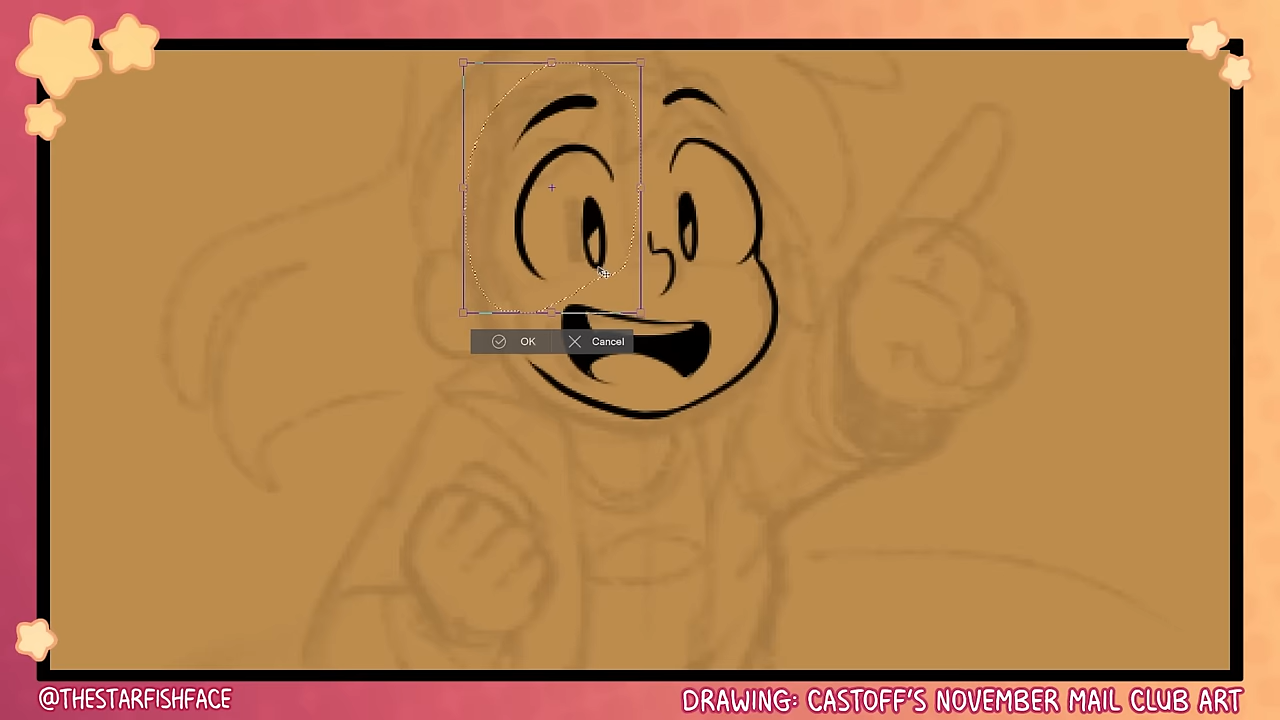 OK Cancel
@THESTARFISHFACE
DRAWING: CASTOFF'S NOVEMBER MAIL CLUB ART